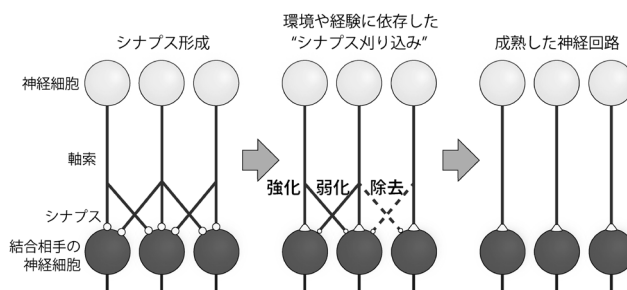 シナプス形成
環境や経験に依存した
“シナプス刈り込み”
成熟した神経回路
神経細胞
軸索
強化
弱化
除去
シナプス
結合相手の
神経細胞